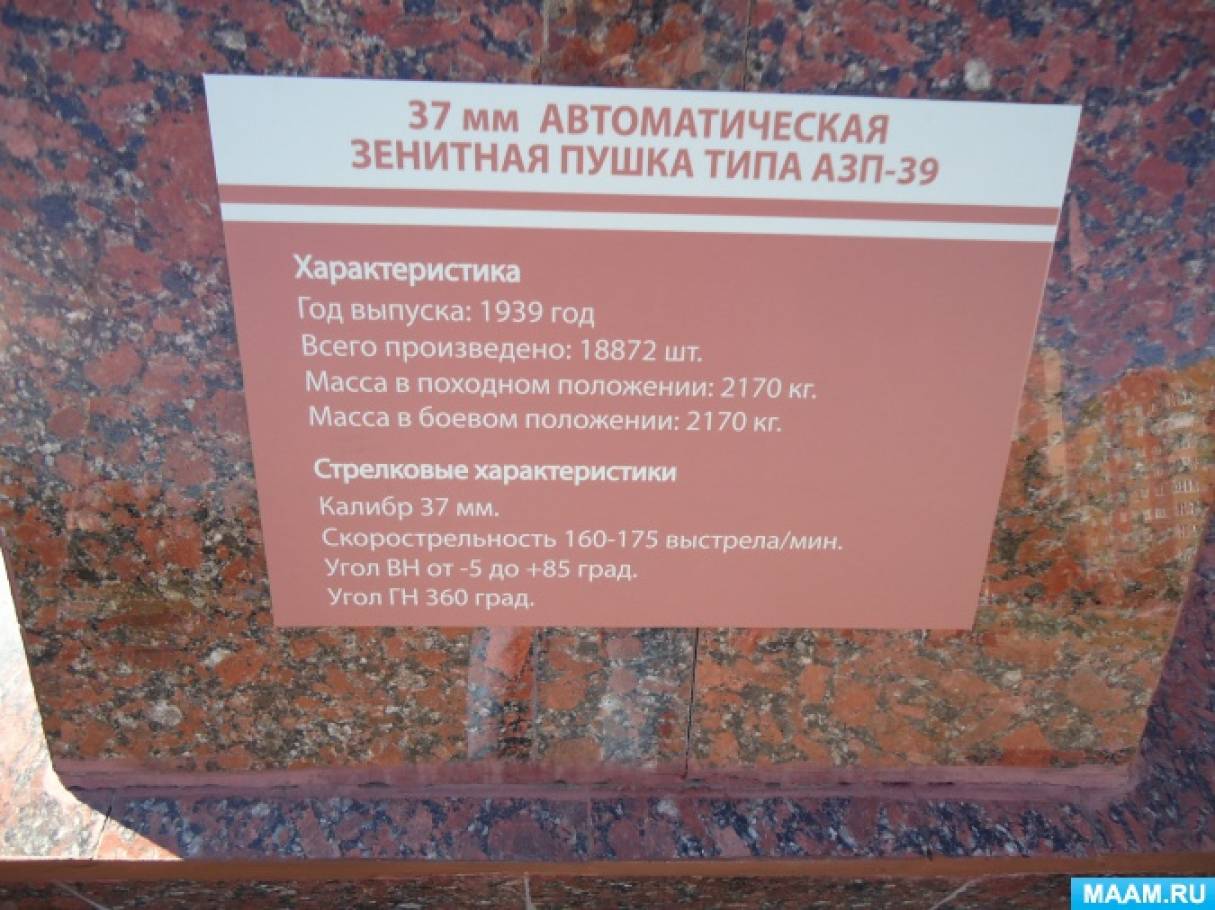 37 мм АВТОМАТИЧЕСКАЯ
ЗЕНИТНАЯ ПУШКА ТИПА АЗП-39
Характеристика
Год выпуска: 1939 год
Всего произведено: 18872 шт.
Масса в походном положении: 2170 кг.
Масса в боевом положении: 2170 кг.
Стрелковые характеристики
Калибр 37 мм.
Скорострельность 160-175 выстрела/мин.
Угол ВН от -5 до +85 град.
Угол ГН 360 град.
MAAM.RU